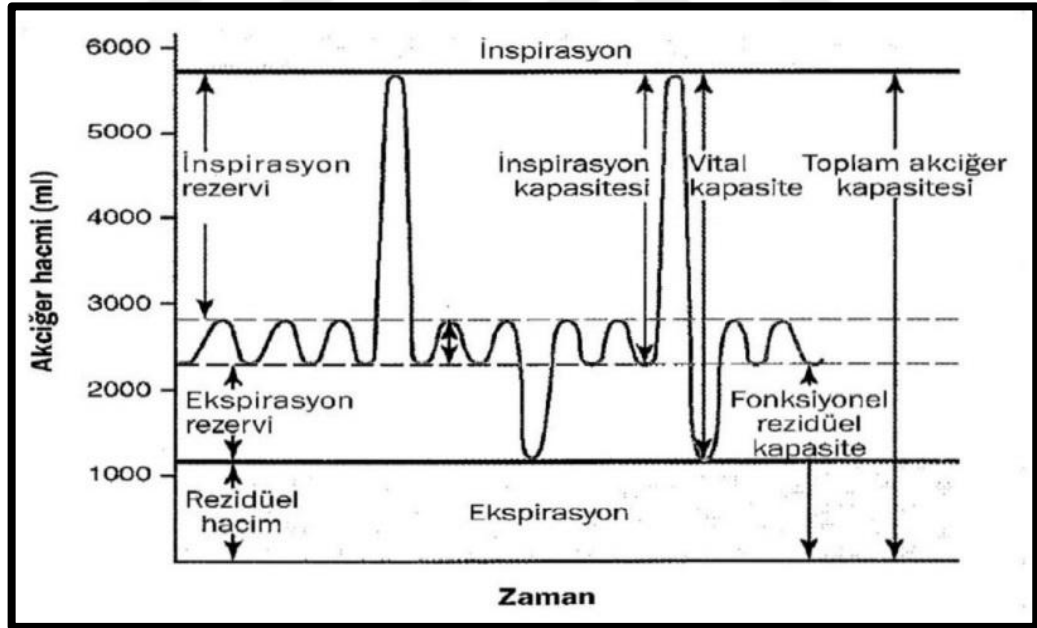 6000
İnspirasyon
5000
İnspirasyon
rezervi
İnspirasyon
kapasitesi
Vital
kapasite
Toplam akciğer
kapasitesi
4000
Akciğer hacmi (ml)
3000
2000
Ekspirasyon
rezervi
Fonksiyonel
rezidüel
kapasite
1000
Rezidüel
hacim
Ekspirasyon
Zaman